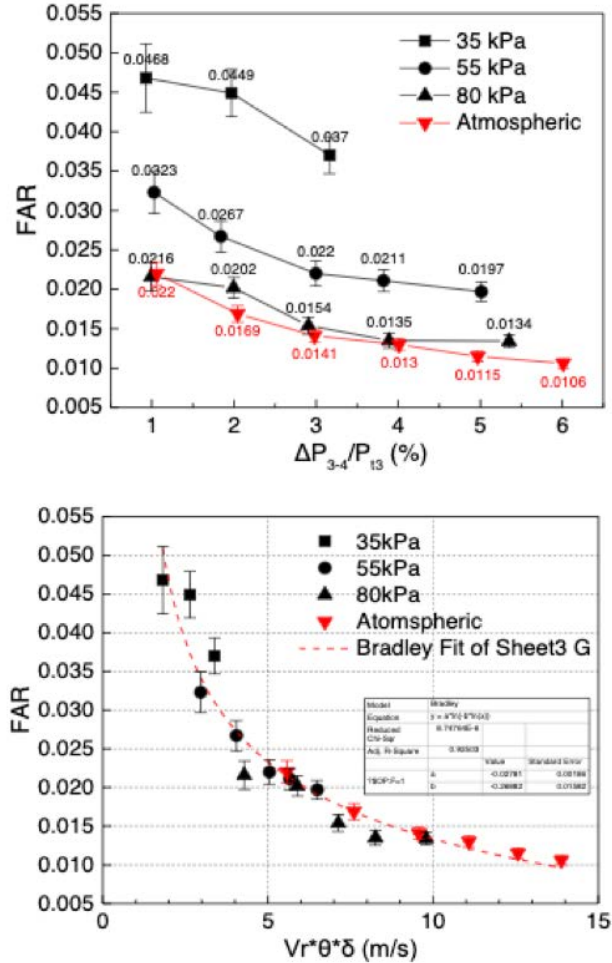 0.055
0.050
0.045
0.040
0.035
0.030
0.025
0.020
0.015
0.010
0.005
FAR
35 kPa
55 kPa
80 kPa
Atmospheric
0.0468
0.0449
0.037
0.0323
0.0267
0.022
0.0211
0.0197
0.0216
0.0202
0.0154
0.0135
0.0134
0.022
0.0169
0.0141
0.013
0.0115
0.0106
1 2 3 4 5 6
ΔP3-4/Pt3 (%)
0.055
0.050
0.045
0.040
0.035
0.030
0.025
0.020
0.015
0.010
0.005
FAR
35kPa
55kPa
80kPa
Atomspheric
Bradley Fit of Sheet3 G
Model Bradley
Equation y = a*ln(-b*ln(x))
Reduced
Chi-Sqr
Adj. R-Square
Value Standard Error
a
b
0 5 10 15
Vr*θ*δ (m/s)